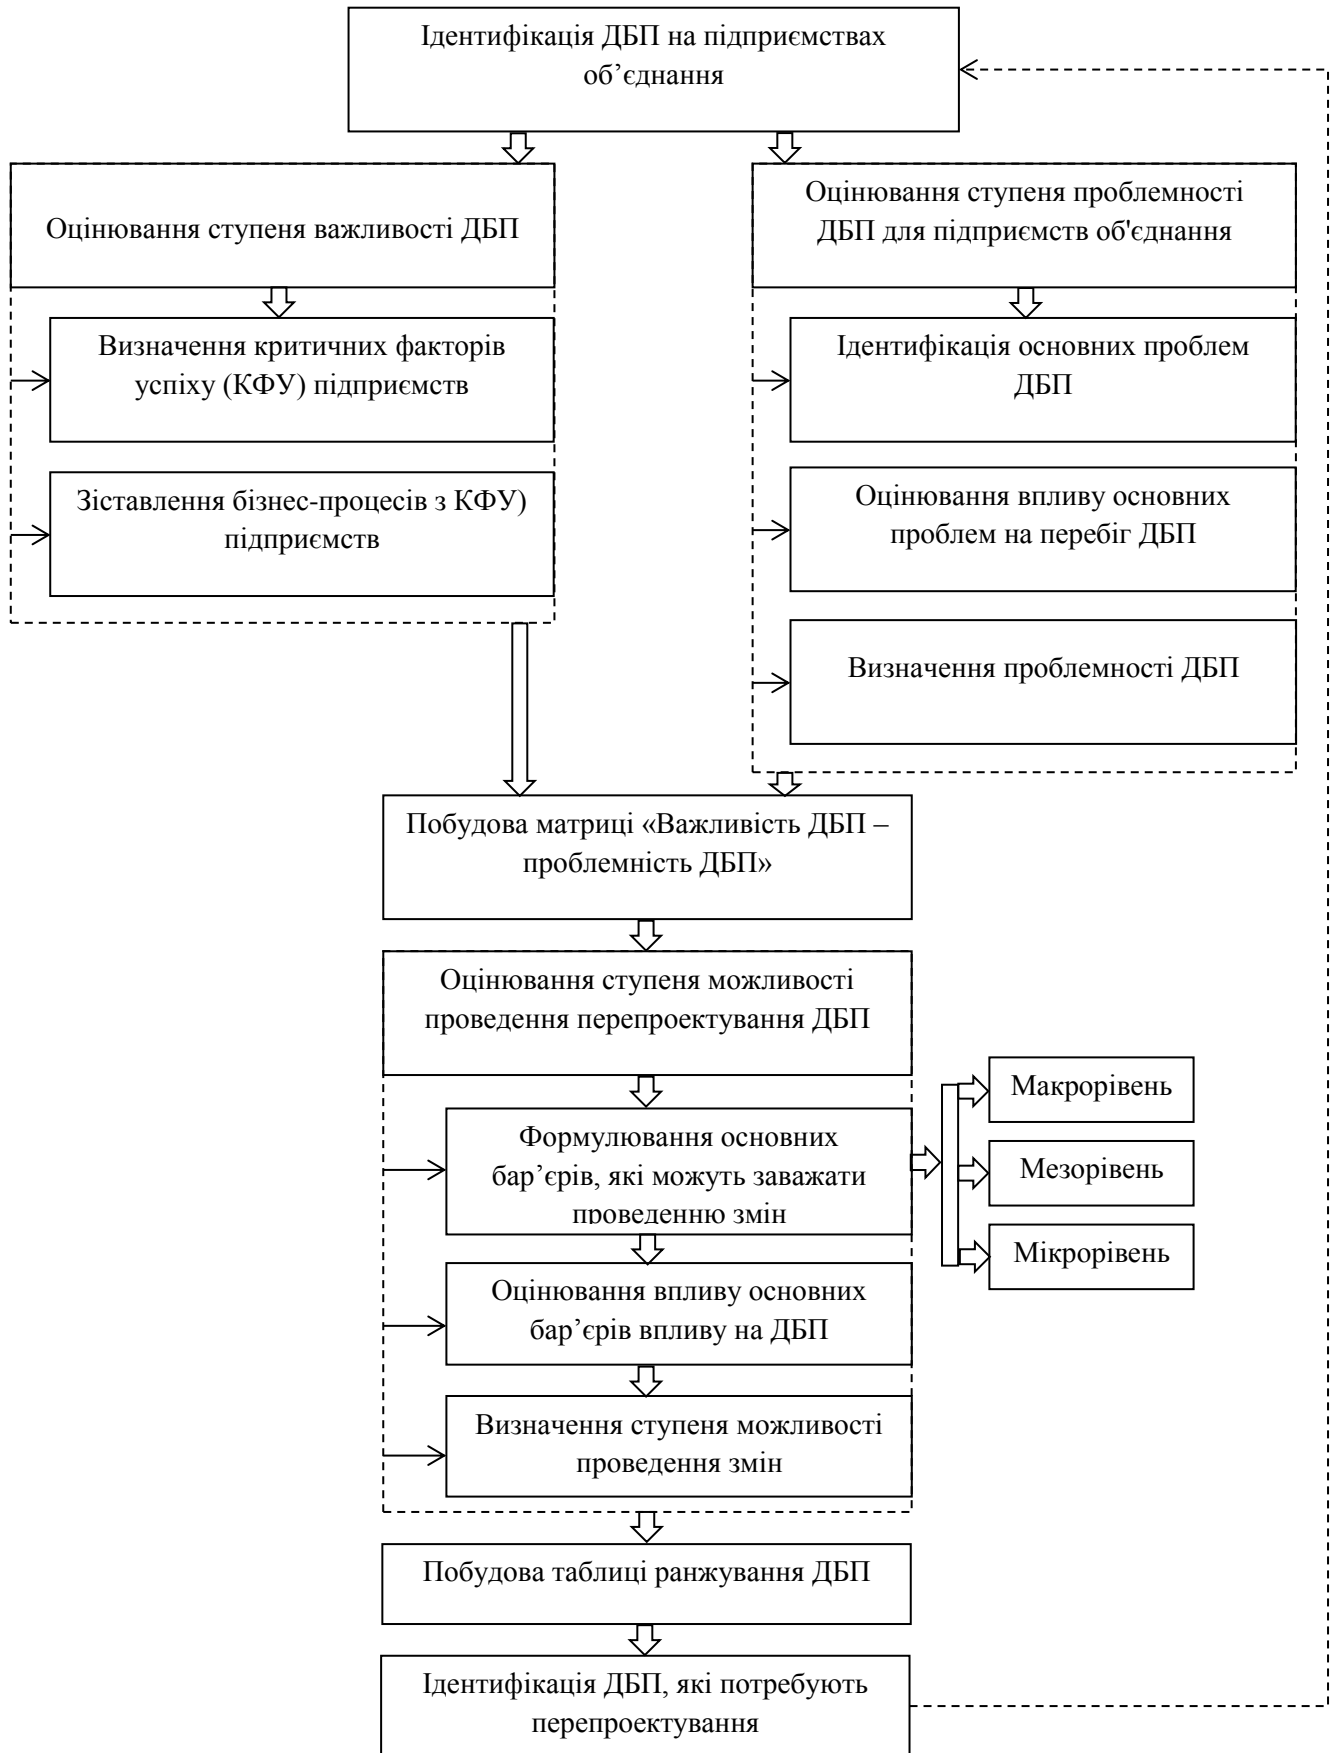 Ідентифікація ДБП на підприємствах
об’єднання
Оцінювання ступеня важливості ДБП
Визначення критичних факторів
успіху (КФУ) підприємств
Зіставлення бізнес-процесів з КФУ)
підприємств
Оцінювання ступеня проблемності
ДБП для підприємств об'єднання
Ідентифікація основних проблем
ДБП
Оцінювання впливу основних
проблем на перебіг ДБП
Визначення проблемності ДБП
Побудова матриці «Важливість ДБП –
проблемність ДБП»
Оцінювання ступеня можливості
проведення перепроектування ДБП
Формулювання основних
бар’єрів, які можуть заважати
проведенню змін
Макрорівень
Мезорівень
Мікрорівень
Оцінювання впливу основних
бар’єрів впливу на ДБП
Визначення ступеня можливості
проведення змін
Побудова таблиці ранжування ДБП
Ідентифікація ДБП, які потребують
перепроектування